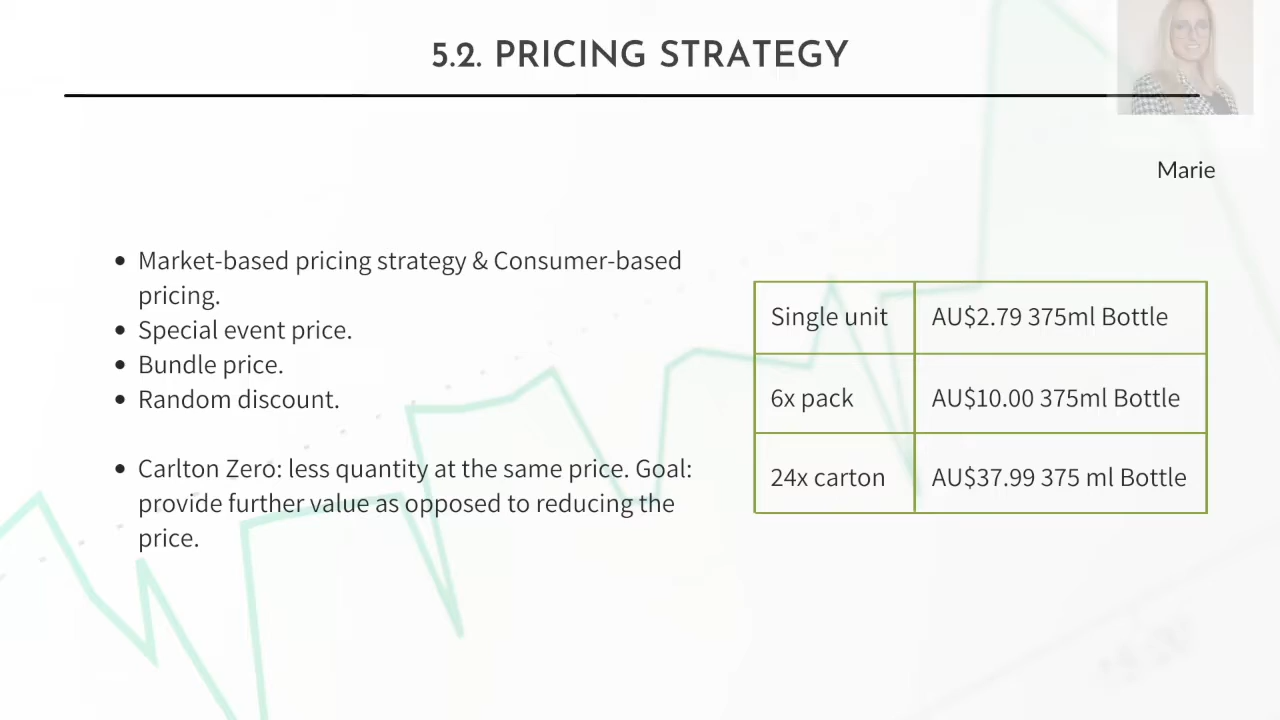 5.2. PRICING STRATEGY
Marie
• Market-based pricing strategy & Consumer-based
pricing.
• Special event price.
• Bundle price.
• Random discount.
• Carlton Zero: less quantity at the same price. Goal:
provide further value as opposed to reducing the
price.
Single unit AU$2.79 375ml Bottle
6x pack AU$10.00 375ml Bottle
24x carton AU$37.99 375 ml Bottle